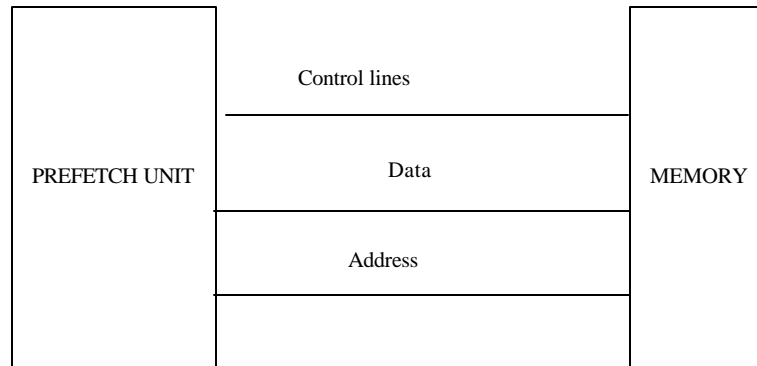 Control lines
PREFETCH UNIT
Data
MEMORY
Address